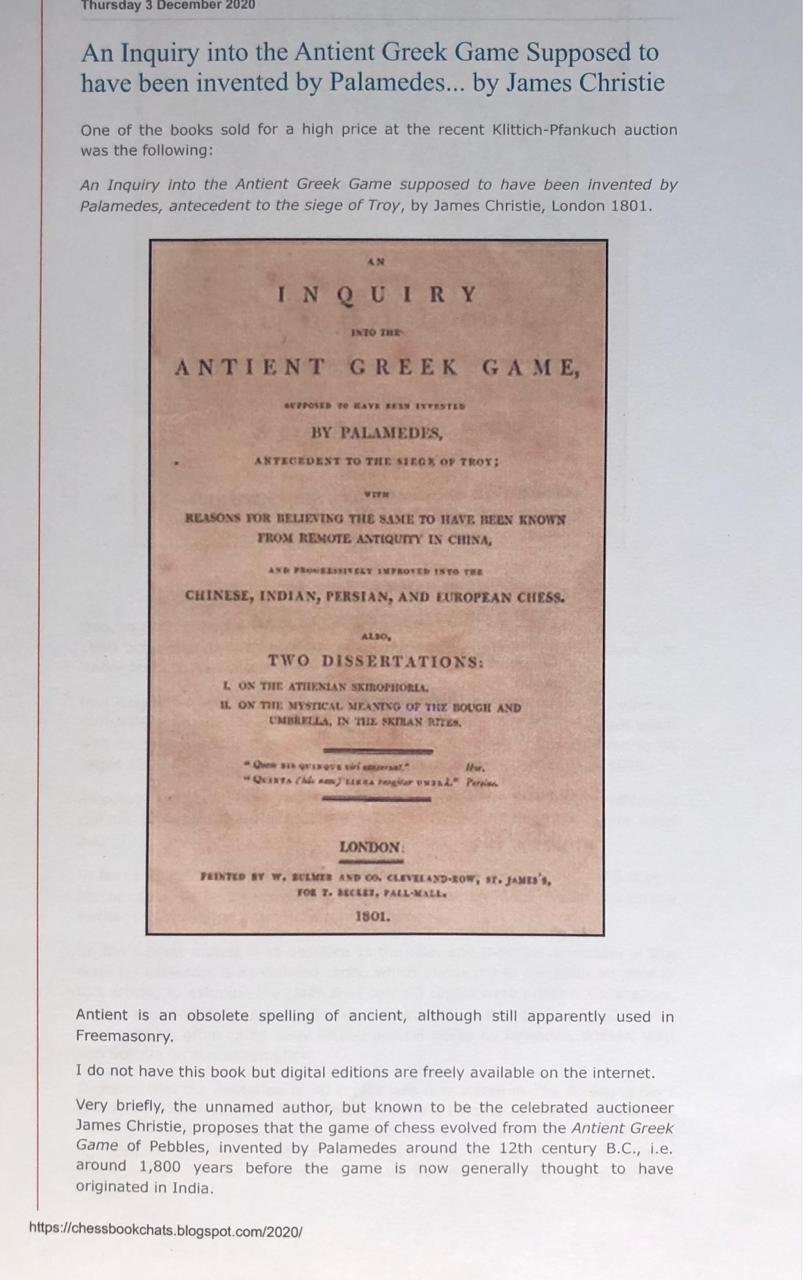 Thursday 3 December 2020
An Inquiry into the Antient Greek Game Supposed to
have been invented by Palamedes... by James Christie
One of the books sold for a high price at the recent Klittich-Pfankuch auction
was the following:
An Inquiry into the Antient Greek Game supposed to have been invented by
Palamedes, antecedent to the siege of Troy, by James Christie, London 1801.
AN
INQUIRY
INTO THE
ANTIENT GREEK GAME,
SUPPOSED TO HAVE BEEN INVENTED
BY PALAMEDES,
ANTECEDENT TO THE SIEGE OF TROY;
WITH
REASONS FOR BELIEVING THE SAME TO HAVE BEEN KNOWN
FROM REMOTE ANTIQUITY IN CHINA,
AND PROGRESSIVELY IMPROVED INTO THE
CHINESE, INDIAN, PERSIAN, AND EUROPEAN CHESS.
ALSO,
TWO DISSERTATIONS:
I. ON THE ATHENIAN SKIROPHORIA.
II. ON THE MYSTICAL MEANING OF THE BOUGH AND
UMBRELLA, IN THE SKIRAN RITES.
"QUINTA
LONDON:
PRINTED BY W. BULMER AND CO. CLEVELAND-ROW, ST. JAMES'S,
FOR T. BECKET, PALL-MALL.
1801.
Antient is an obsolete spelling of ancient, although still apparently used in
Freemasonry.
I do not have this book but digital editions are freely available on the internet.
Very briefly, the unnamed author, but known to be the celebrated auctioneer
James Christie, proposes that the game of chess evolved from the Antient Greek
Game of Pebbles, invented by Palamedes around the 12th century B.C., i.e.
around 1,800 years before the game is now generally thought to have
originated in India.
https://chessbookchats.blogspot.com/2020/